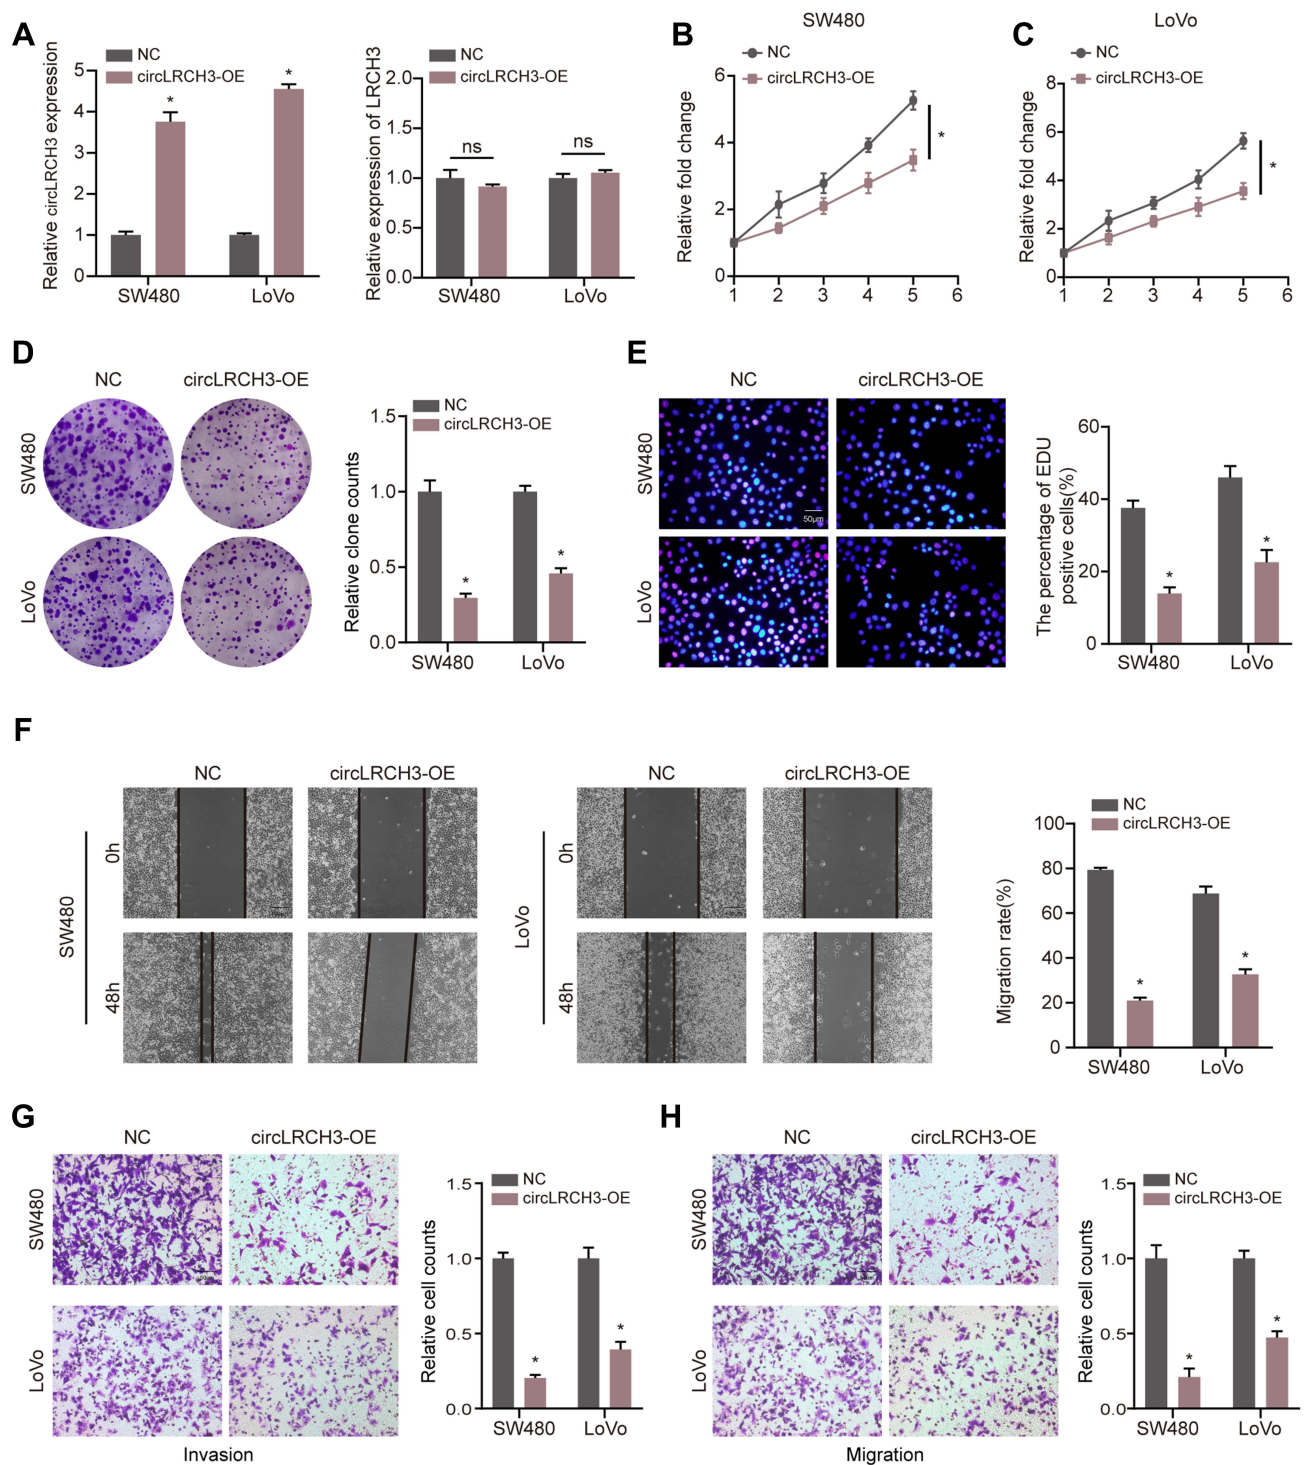 A
NC
circLRCH3-OE
Relative circLRCH3 expression
5
4
3
2
1
0
*
*
SW480
LoVo
NC
circLRCH3-OE
Relative expression of LRCH3
2.0
1.5
1.0
0.5
0.0
ns
ns
SW480
LoVo
B
SW480
NC
circLRCH3-OE
Relative fold change
6
4
2
0
*
1 2 3 4 5 6
C
LoVo
NC
circLRCH3-OE
Relative fold change
8
6
4
2
0
*
1 2 3 4 5 6
D
NC
circLRCH3-OE
SW480
LoVo
NC
circLRCH3-OE
Relative clone counts
1.5
1.0
0.5
0.0
*
*
SW480
LoVo
E
NC
circLRCH3-OE
SW480
50μm
LoVo
The percentage of EDU
positive cells(%)
60
40
20
0
*
*
SW480
LoVo
F
NC
circLRCH3-OE
SW480
0h
48h
NC
circLRCH3-OE
LoVo
0h
48h
NC
circLRCH3-OE
Migration rate(%)
100
80
60
40
20
0
*
*
SW480
LoVo
G
NC
circLRCH3-OE
SW480
LoVo
Invasion
NC
circLRCH3-OE
Relative cell counts
1.5
1.0
0.5
0.0
*
*
SW480
LoVo
H
NC
circLRCH3-OE
SW480
LoVo
Migration
NC
circLRCH3-OE
Relative cell counts
1.5
1.0
0.5
0.0
*
*
SW480
LoVo